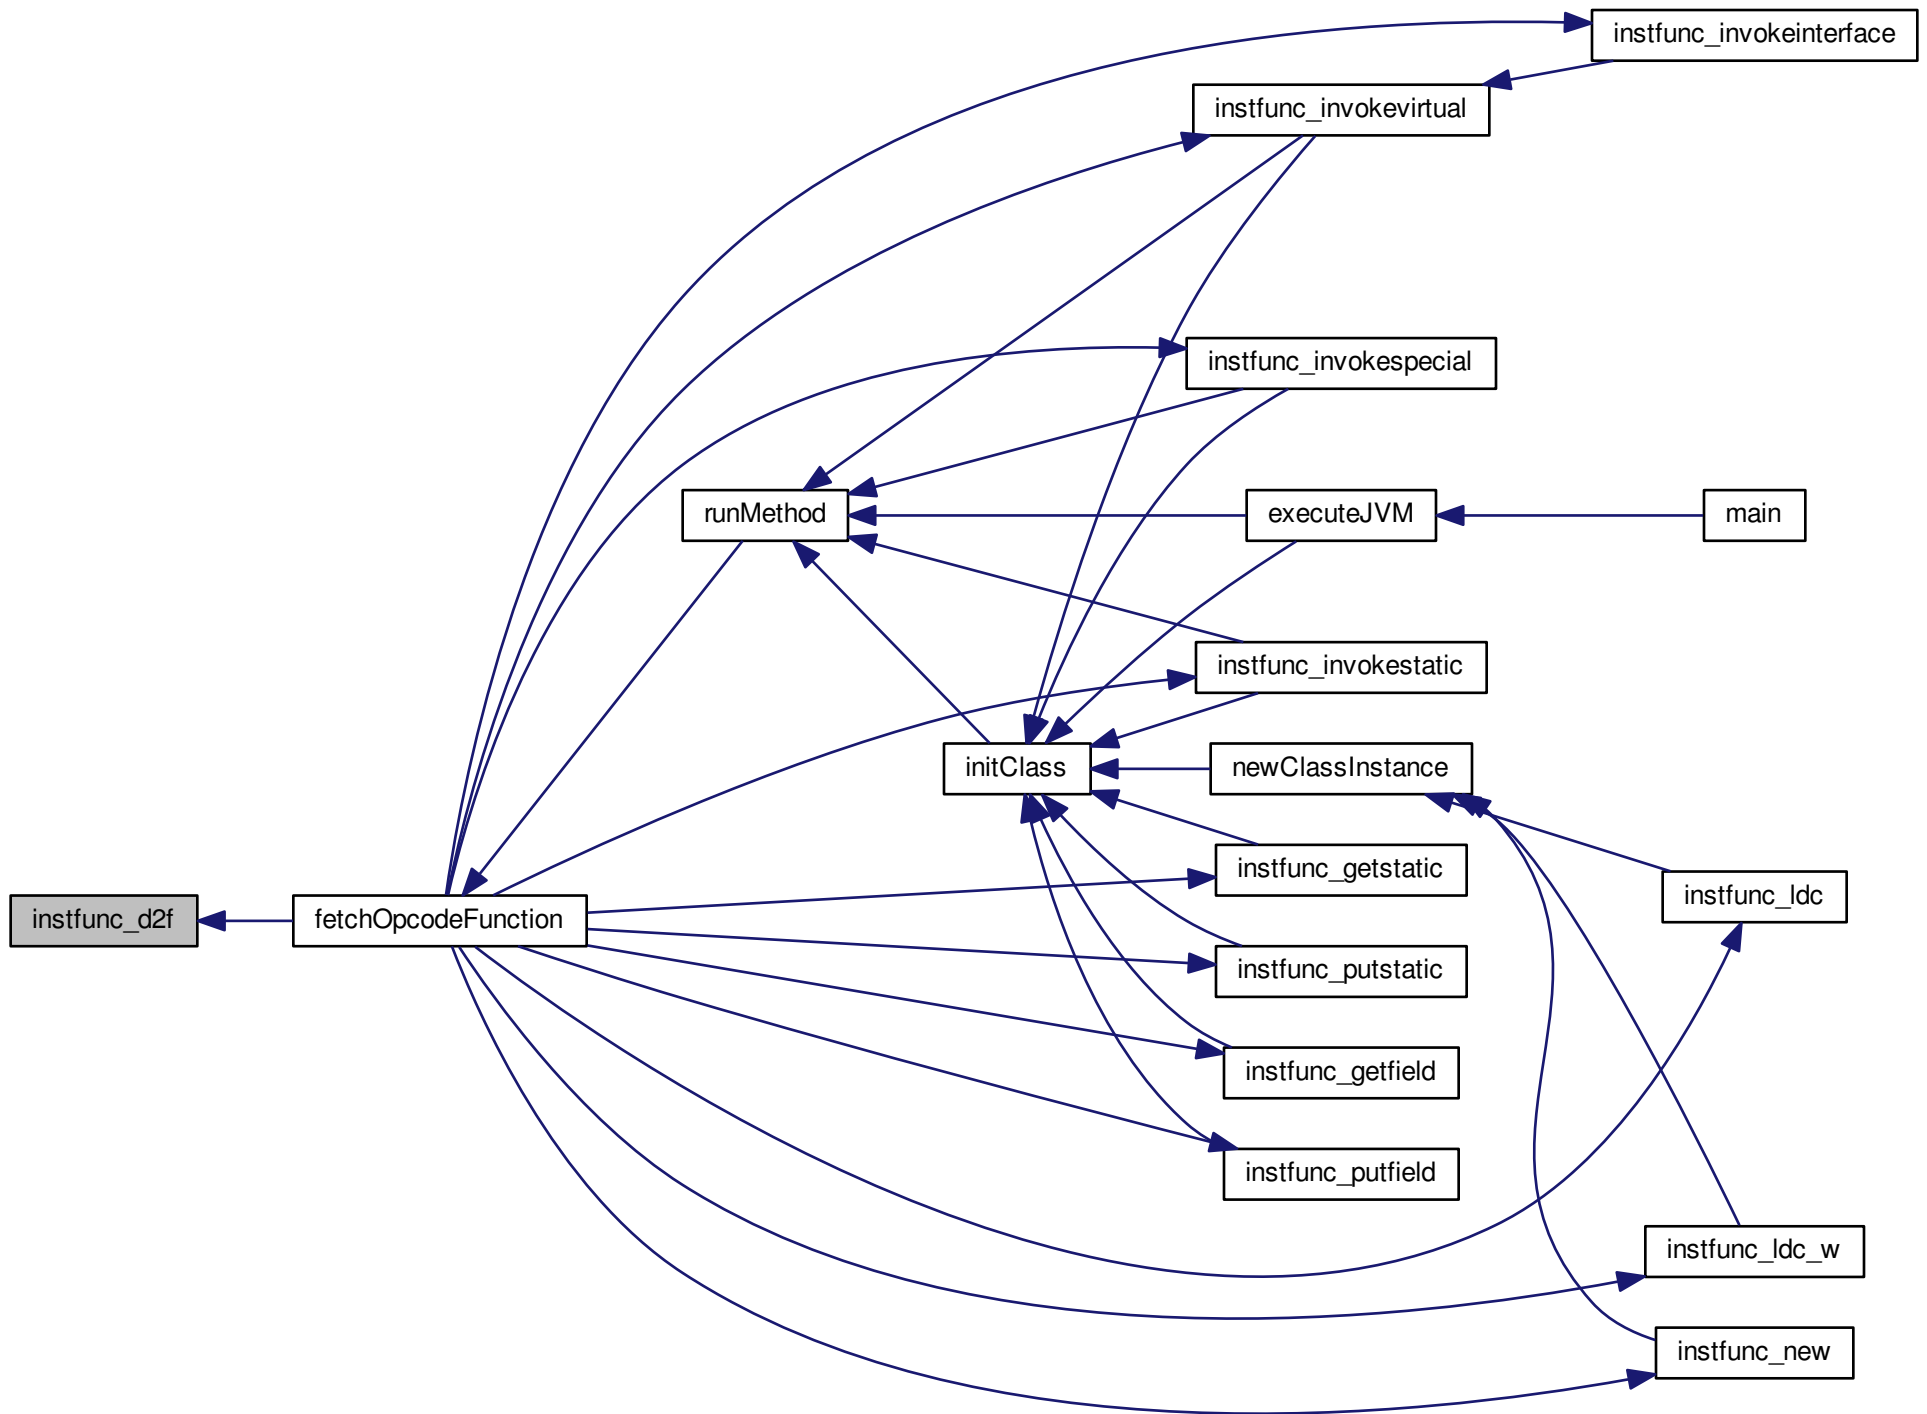 instfunc_invokeinterface
instfunc_invokevirtual
instfunc_invokespecial
runMethod
executeJVM
main
instfunc_invokestatic
initClass
newClassInstance
instfunc_getstatic
instfunc_ldc
instfunc_d2f
fetchOpcodeFunction
instfunc_putstatic
instfunc_getfield
instfunc_putfield
instfunc_ldc_w
instfunc_new